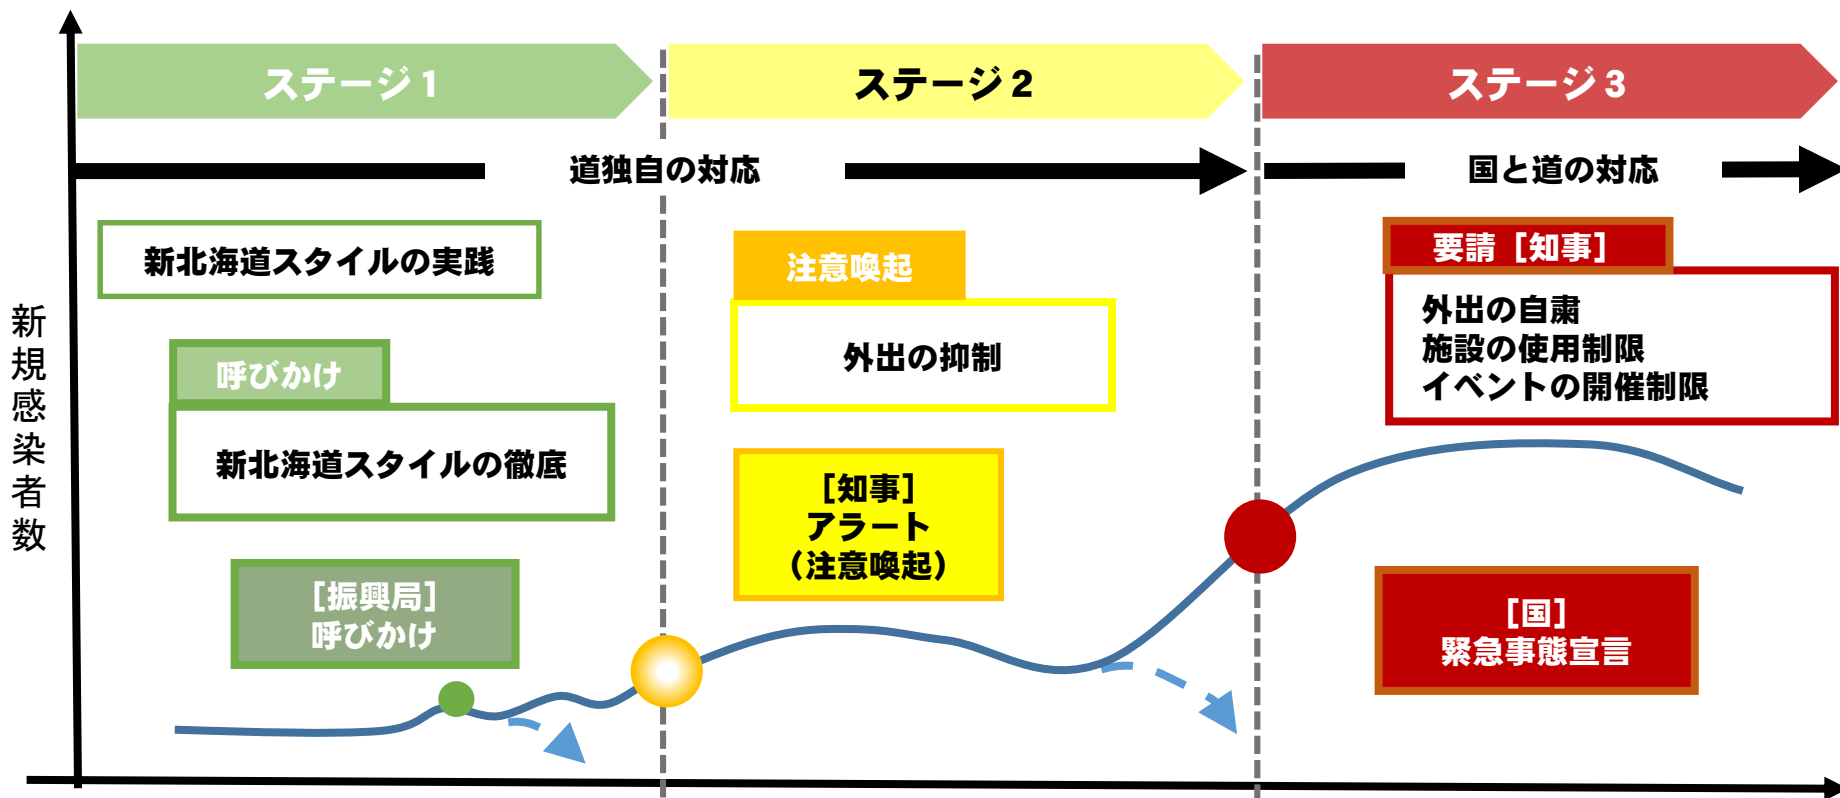 ステージ1
ステージ2
ステージ3
道独自の対応
国と道の対応
新北海道スタイルの実践
呼びかけ
新北海道スタイルの徹底
［振興局］
呼びかけ
注意喚起
外出の抑制
［知事］
アラート
（注意喚起）
要請［知事］
外出の自粛
施設の使用制限
イベントの開催制限
［国］
緊急事態宣言
新規感染者数